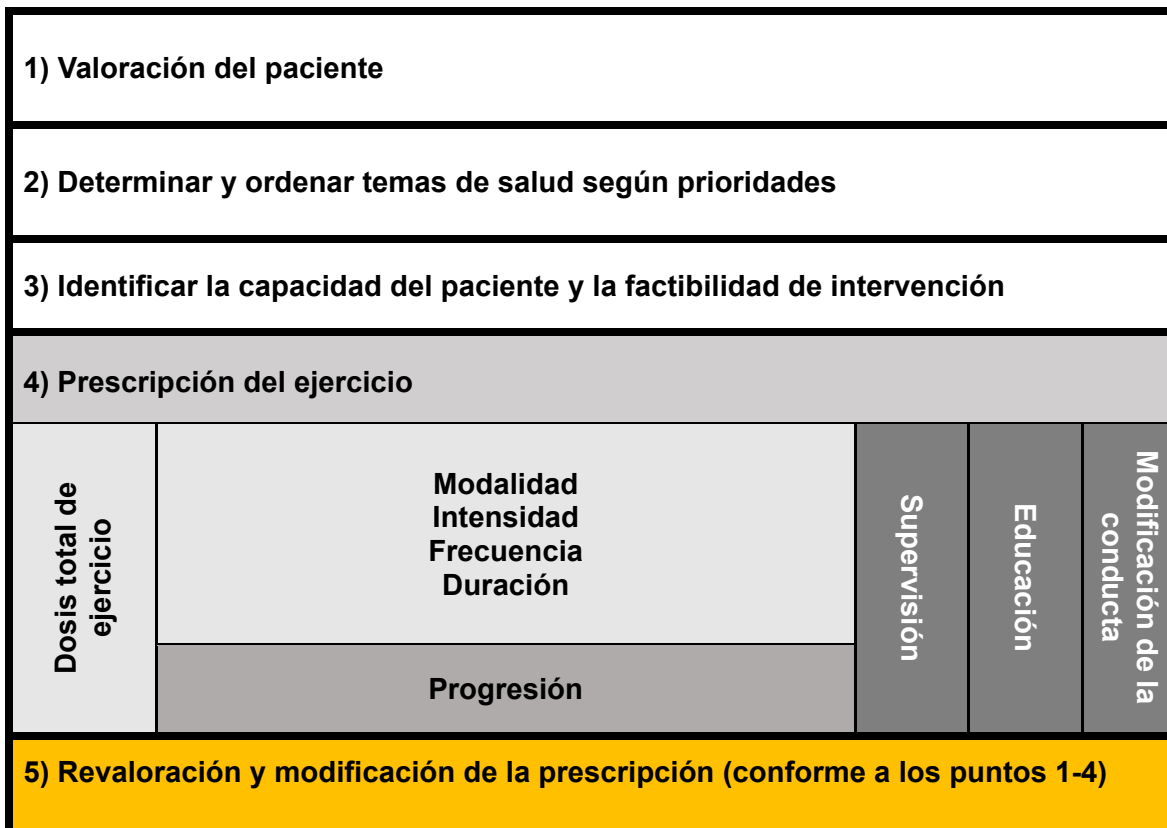 1) Valoración del paciente
2) Determinar y ordenar temas de salud según prioridades
3) Identificar la capacidad del paciente y la factibilidad de intervención
4) Prescripción del ejercicio
Dosis total de
ejercicio
Modalidad
Intensidad
Frecuencia
Duración
Progresión
Supervisión
Educación
Modificación de la
conducta
5) Revaloración y modificación de la prescripción (conforme a los puntos 1-4)